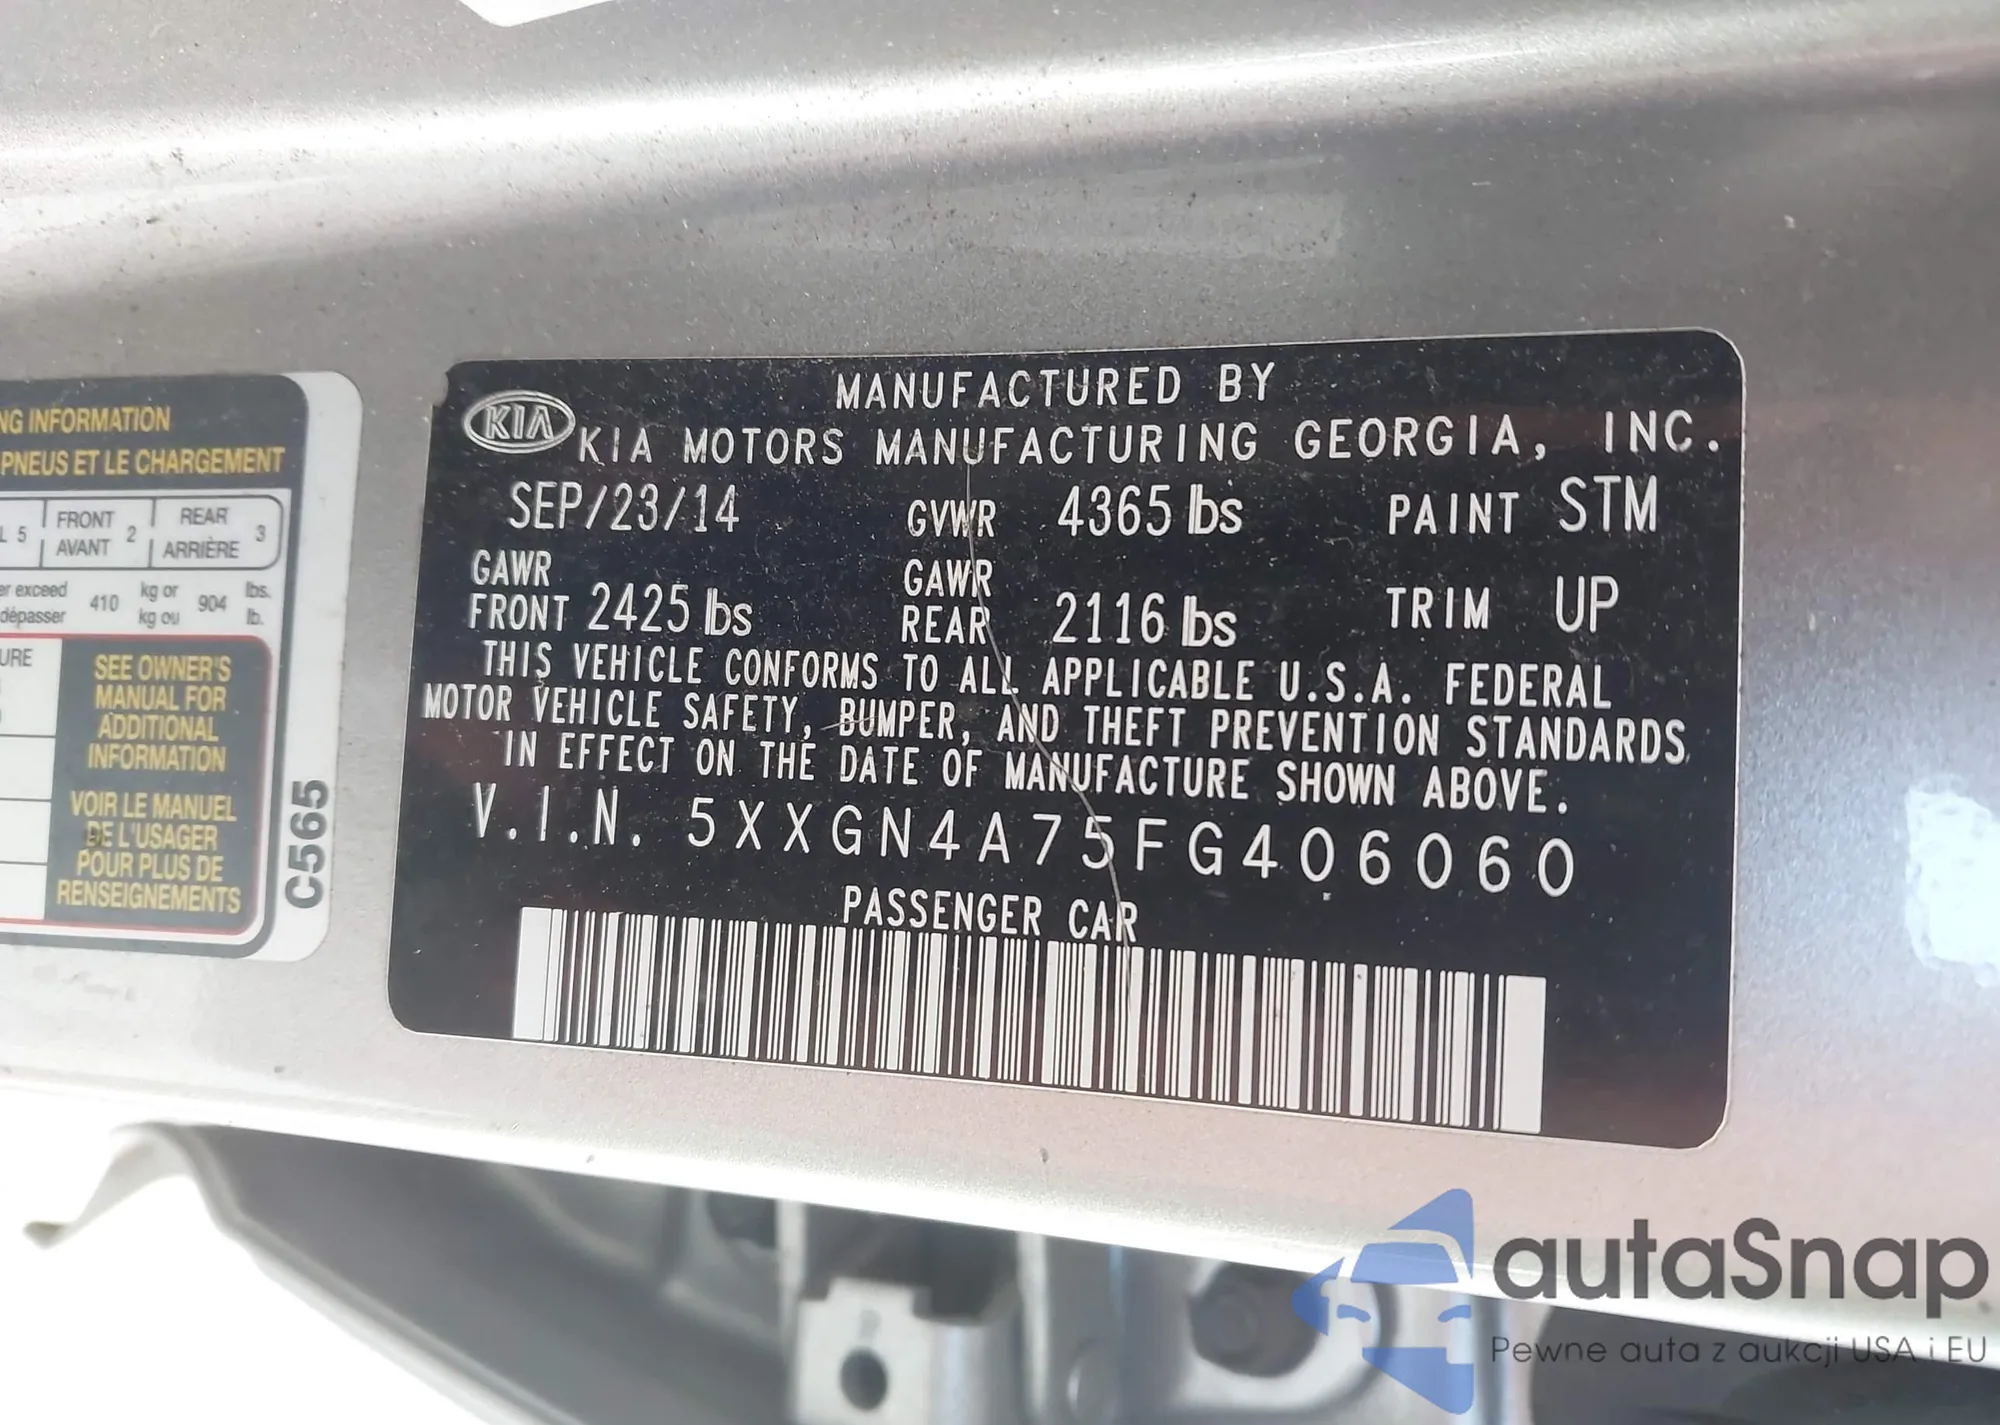 NG INFORMATION
PNEUS ET LE CHARGEMENT
L 5 FRONT AVANT 2 REAR ARRIÈRE 3
er exceed 410 kg or 904 lbs.
dépasser kg ou lb.
URE
SEE OWNER'S
MANUAL FOR
ADDITIONAL
INFORMATION
VOIR LE MANUEL
DE L'USAGER
POUR PLUS DE
RENSEIGNEMENTS
C565
KIA
MANUFACTURED BY
KIA MOTORS MANUFACTURING GEORGIA, INC.
SEP/23/14 GVWR 4365 lbs PAINT STM
GAWR FRONT 2425 lbs GAWR REAR 2116 lbs TRIM UP
THIS VEHICLE CONFORMS TO ALL APPLICABLE U.S.A. FEDERAL
MOTOR VEHICLE SAFETY, BUMPER, AND THEFT PREVENTION STANDARDS
IN EFFECT ON THE DATE OF MANUFACTURE SHOWN ABOVE.
V.I.N. 5XXGN4A75FG406060
PASSENGER CAR
autaSnap
Pewne auta z aukcji USA i EU